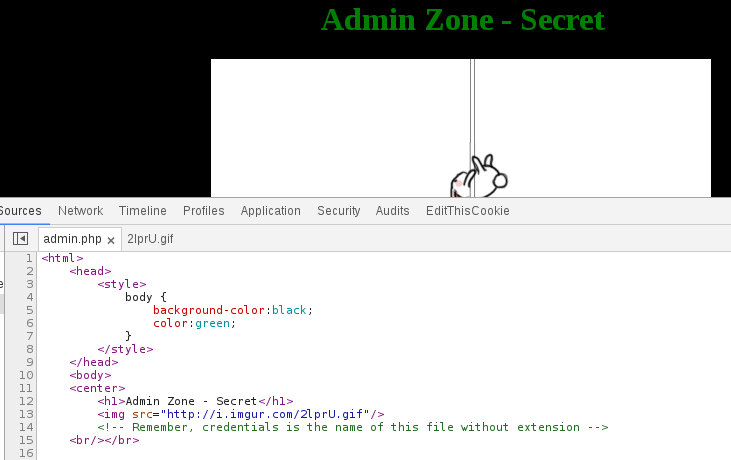 Admin Zone - Secret
Sources Network Timeline Profiles Application Security Audits EditThisCookie
admin.php × 2lprU.gif
1 <html>
2 <head>
3 <style>
4 body {
5 background-color:black;
6 color:green;
7 }
8 </style>
9 </head>
10 <body>
11 <center>
12 <h1>Admin Zone - Secret</h1>
13 <img src="http://i.imgur.com/2lprU.gif"/>
14 <!-- Remember, credentials is the name of this file without extension -->
15 <br/></br>
16